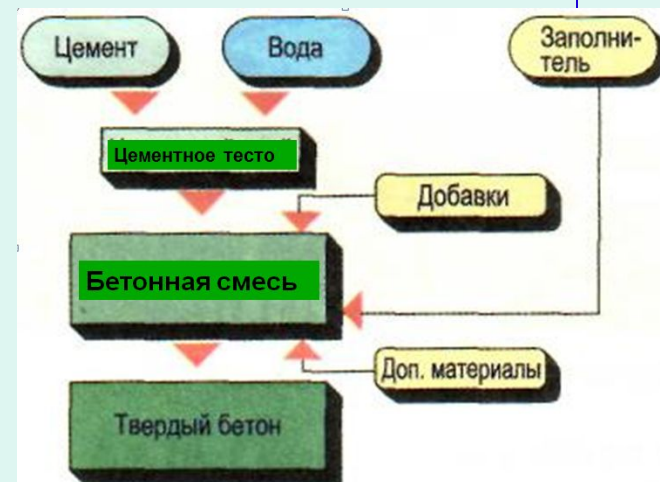 Цемент
Вода
Заполни-
тель
Цементное тесто
Добавки
Бетонная смесь
Доп. материалы
Твердый бетон